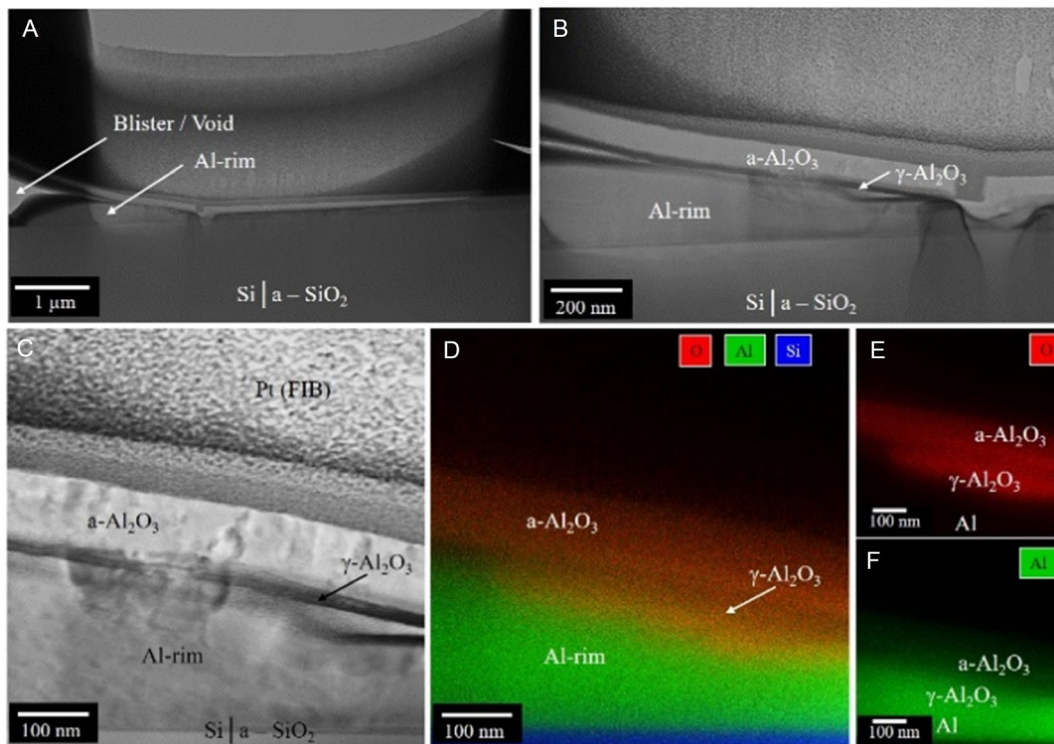 A
Blister / Void
Al-rim
1 µm
Si | a – SiO₂
B
a-Al₂O₃
γ-Al₂O₃
Al-rim
200 nm
Si | a – SiO₂
C
Pt (FIB)
a-Al₂O₃
γ-Al₂O₃
Al-rim
100 nm
Si | a – SiO₂
D
O Al Si
a-Al₂O₃
γ-Al₂O₃
Al-rim
100 nm
E
O
a-Al₂O₃
γ-Al₂O₃
100 nm
Al
F
Al
a-Al₂O₃
γ-Al₂O₃
Al
100 nm